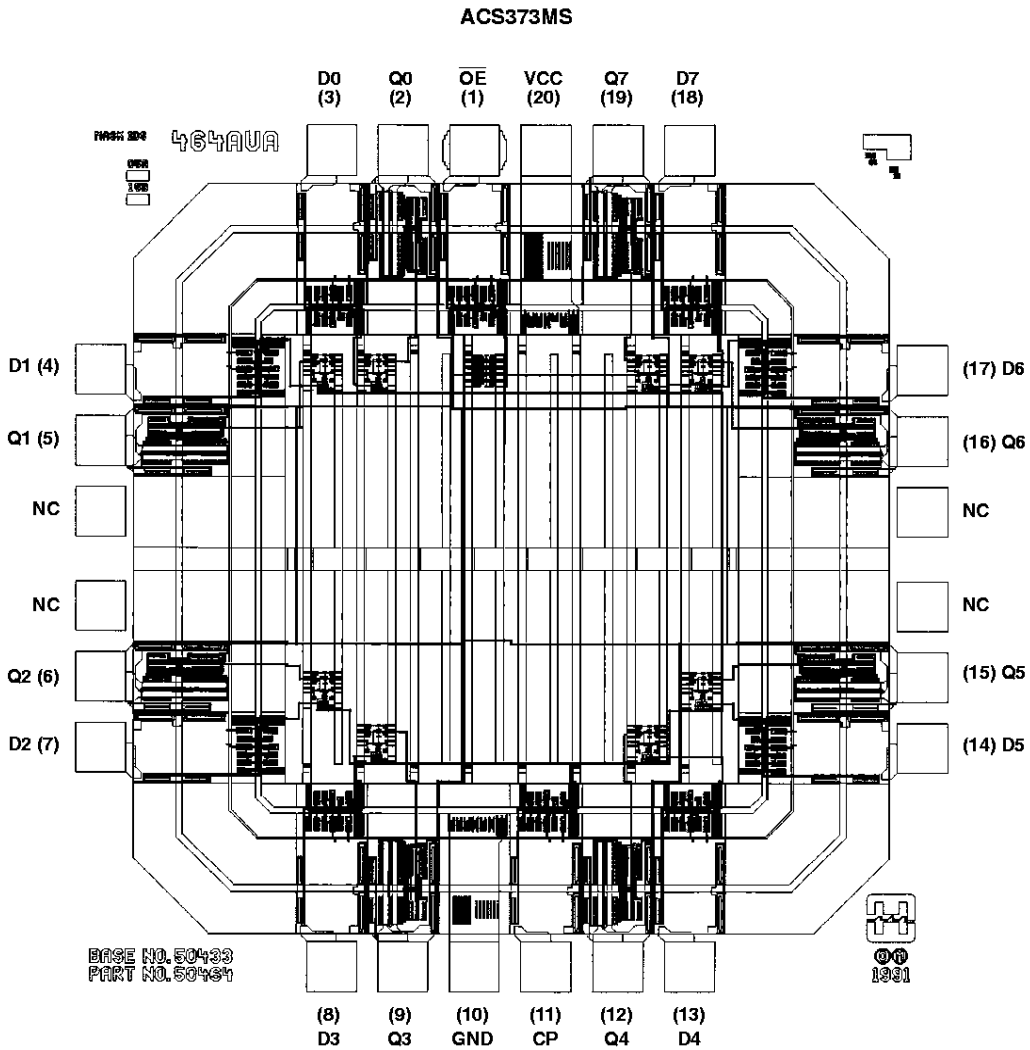 ACS373MS
D0 Q0 OE VCC Q7 D7
(3) (2) (1) (20) (19) (18)
464AUA
D1 (4)
(17) D6
Q1 (5)
(16) Q6
NC
NC
NC
NC
Q2 (6)
(15) Q5
D2 (7)
(14) D5
BASE NO. 50433
PART NO. 50464
1991
(8) (9) (10) (11) (12) (13)
D3 Q3 GND CP Q4 D4